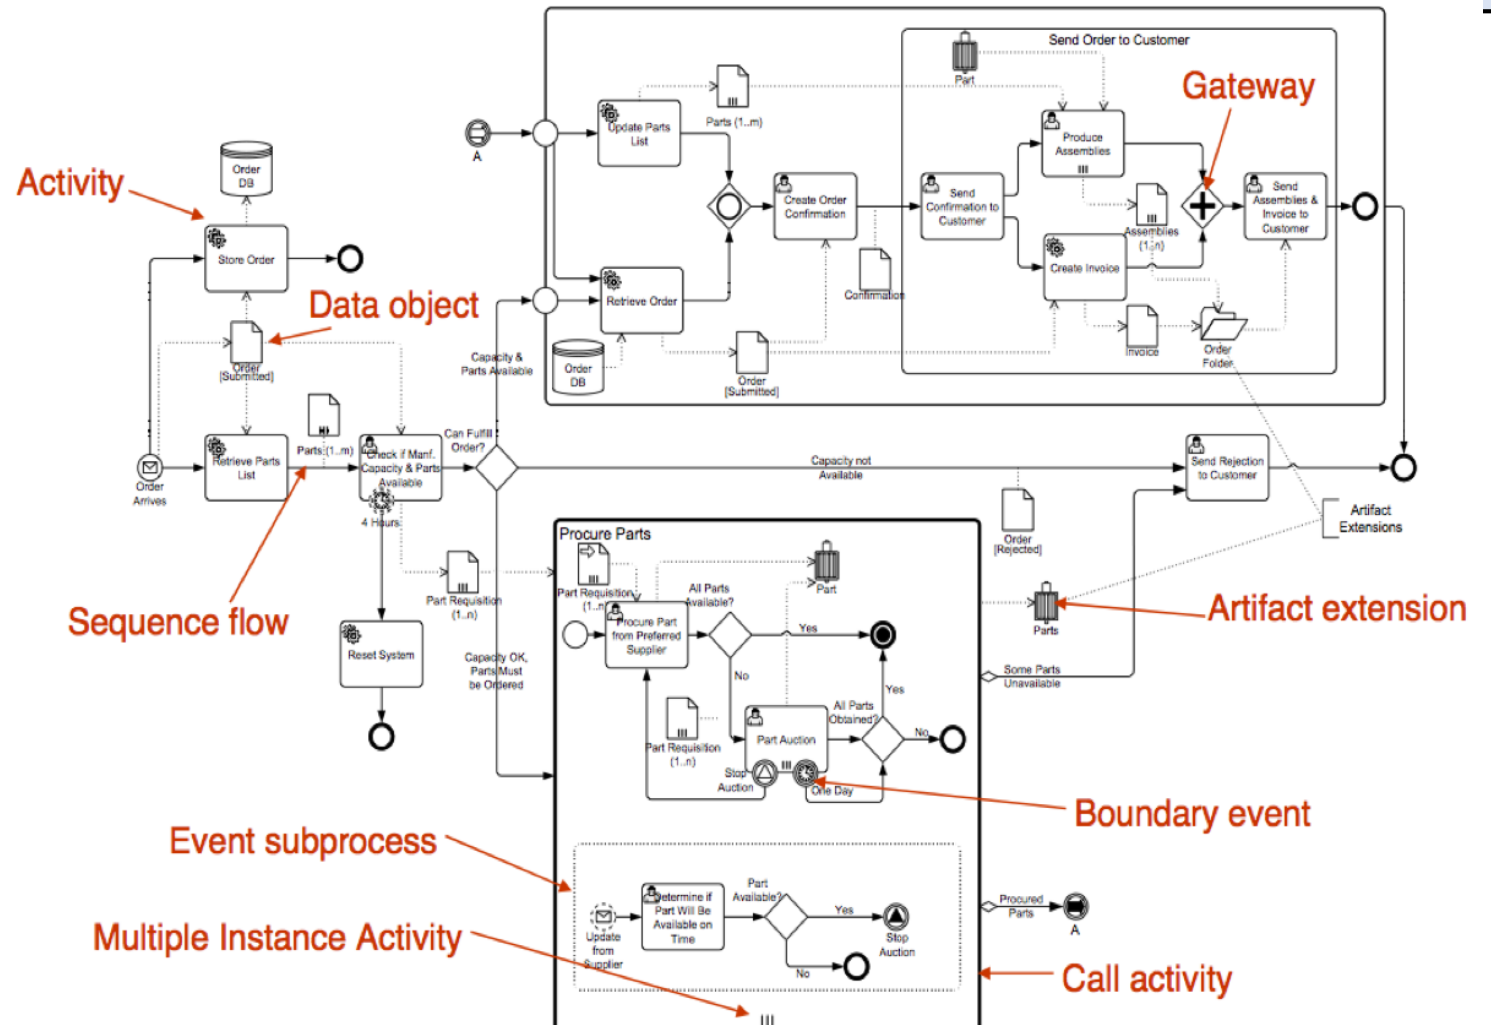 Send Order to Customer
Part
Gateway
Parts (1..m)
Update Parts
List
A
Produce
Assemblies
Order
DB
Activity
Create Order
Confirmation
Send
Confirmation to
Customer
Send
Assemblies &
Invoice to
Customer
Assemblies
(1..n)
Store Order
Create Invoice
Retrieve Order
Confirmation
Data object
Order
[Submitted]
Capacity &
Parts Available
Order
DB
Order
[Submitted]
Invoice
Order
Folder
Can Fulfill
Order?
Parts (1..m)
Retrieve Parts
List
Check if Manf.
Capacity & Parts
Available
Order
Arrives
4 Hours
Capacity not
Available
Send Rejection
to Customer
Artifact
Extensions
Order
[Rejected]
Procure Parts
Part Requisition
(1..n)
Part Requisition
(1..n)
Part
All Parts
Available?
Procure Part
from Preferred
Supplier
Yes
No
Parts
Artifact extension
Sequence flow
Reset System
Capacity OK,
Parts Must
be Ordered
Some Parts
Unavailable
Yes
All Parts
Obtained?
No
Part Requisition
(1..n)
Part Auction
Stop
Auction
One Day
Boundary event
Event subprocess
Multiple Instance Activity
Determine if
Part Will Be
Available on
Time
Part
Available?
Yes
No
Update
from
Supplier
Stop
Auction
Procured
Parts
A
Call activity